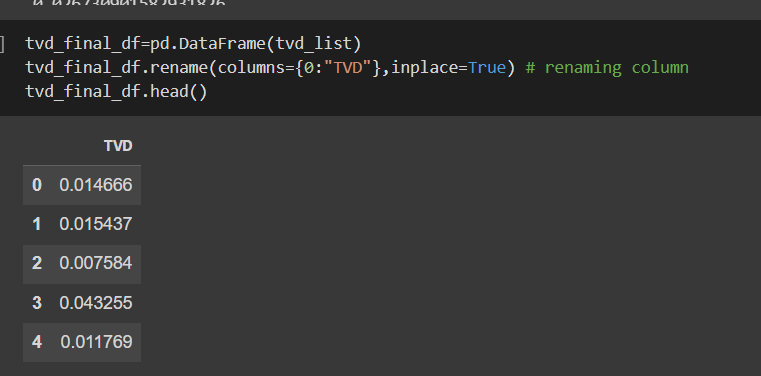 ] tvd_final_df=pd.DataFrame(tvd_list)
tvd_final_df.rename(columns={0:"TVD"},inplace=True) # renaming column
tvd_final_df.head()
TVD
0 0.014666
1 0.015437
2 0.007584
3 0.043255
4 0.011769